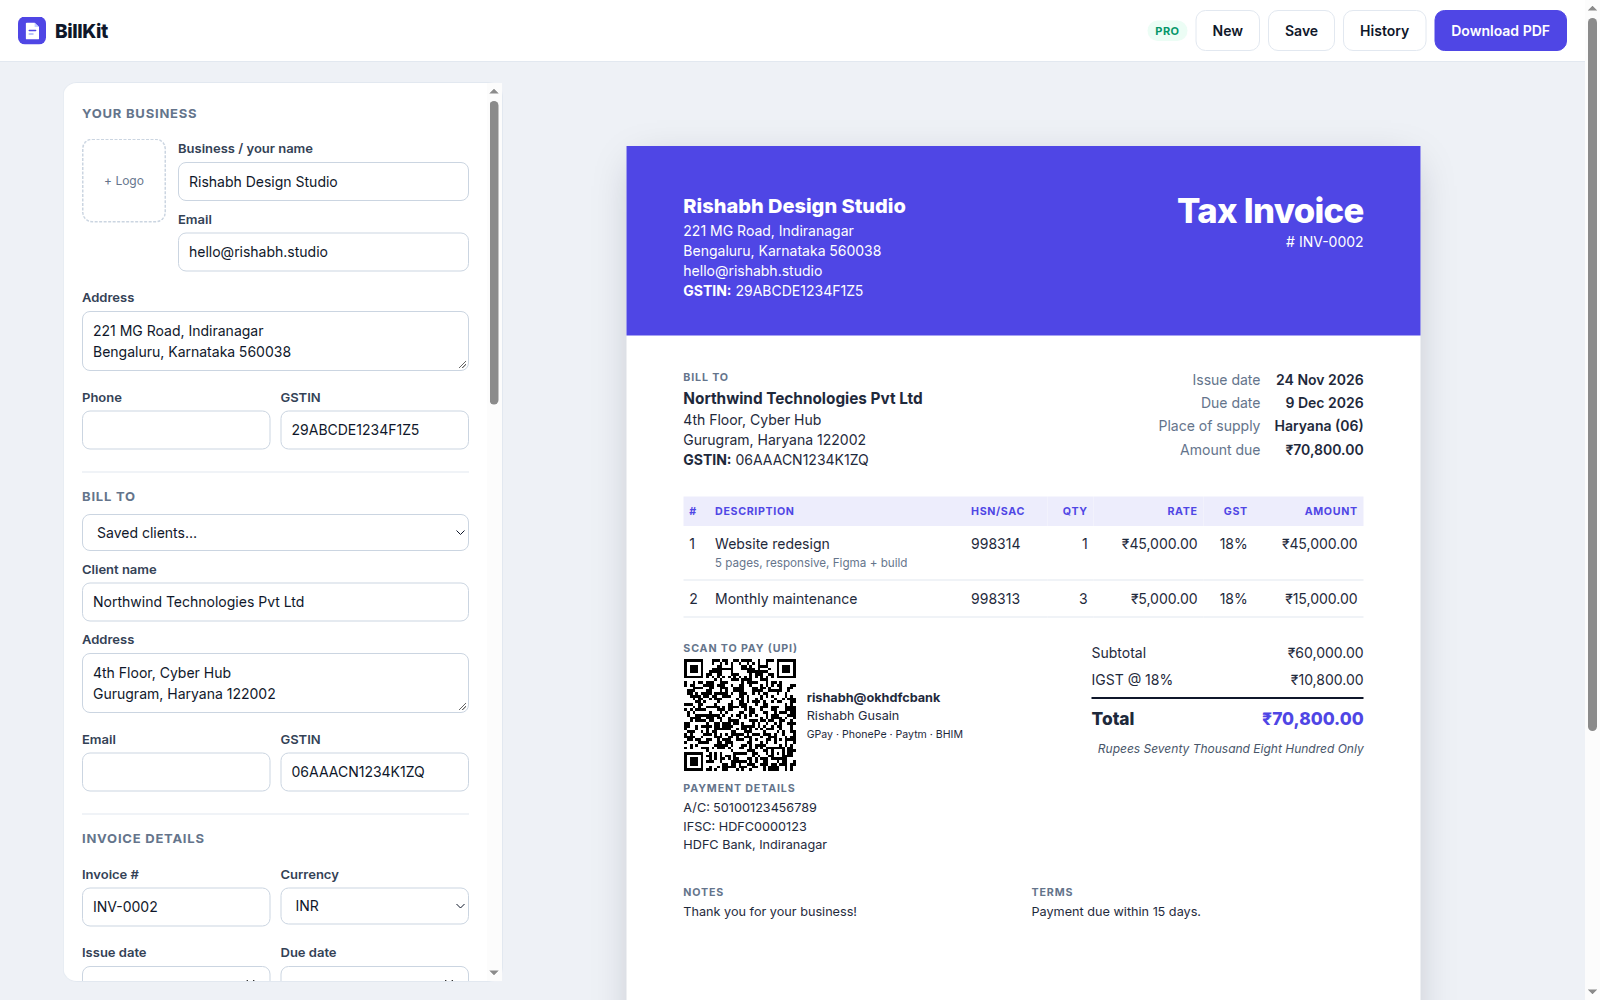 BillKit
PRO
New
Save
History
Download PDF
YOUR BUSINESS
+ Logo
Business / your name
Rishabh Design Studio
Email
hello@rishabh.studio
Address
221 MG Road, Indiranagar
Bengaluru, Karnataka 560038
Phone GSTIN
29ABCDE1234F1Z5
BILL TO
Saved clients...
Client name
Northwind Technologies Pvt Ltd
Address
4th Floor, Cyber Hub
Gurugram, Haryana 122002
Email GSTIN
06AAACN1234K1ZQ
INVOICE DETAILS
Invoice # Currency
INV-0002 INR
Issue date Due date
Rishabh Design Studio
221 MG Road, Indiranagar
Bengaluru, Karnataka 560038
hello@rishabh.studio
GSTIN: 29ABCDE1234F1Z5
Tax Invoice
# INV-0002
BILL TO
Northwind Technologies Pvt Ltd
4th Floor, Cyber Hub
Gurugram, Haryana 122002
GSTIN: 06AAACN1234K1ZQ
Issue date 24 Nov 2026
Due date 9 Dec 2026
Place of supply Haryana (06)
Amount due ₹70,800.00
# DESCRIPTION HSN/SAC QTY RATE GST AMOUNT
1 Website redesign 998314 1 ₹45,000.00 18% ₹45,000.00
5 pages, responsive, Figma + build
2 Monthly maintenance 998313 3 ₹5,000.00 18% ₹15,000.00
SCAN TO PAY (UPI)
rishabh@okhdfcbank
Rishabh Gusain
GPay · PhonePe · Paytm · BHIM
PAYMENT DETAILS
A/C: 50100123456789
IFSC: HDFC0000123
HDFC Bank, Indiranagar
Subtotal ₹60,000.00
IGST @ 18% ₹10,800.00
Total ₹70,800.00
Rupees Seventy Thousand Eight Hundred Only
NOTES
Thank you for your business!
TERMS
Payment due within 15 days.